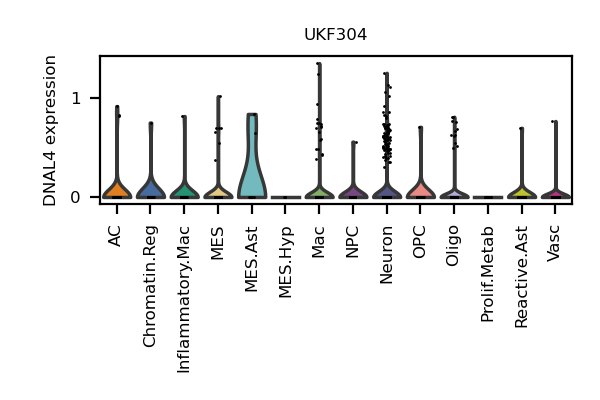 UKF304
DNAL4 expression
1
0
AC
Chromatin.Reg
Inflammatory.Mac
MES
MES.Ast
MES.Hyp
Mac
NPC
Neuron
OPC
Oligo
Prolif.Metab
Reactive.Ast
Vasc